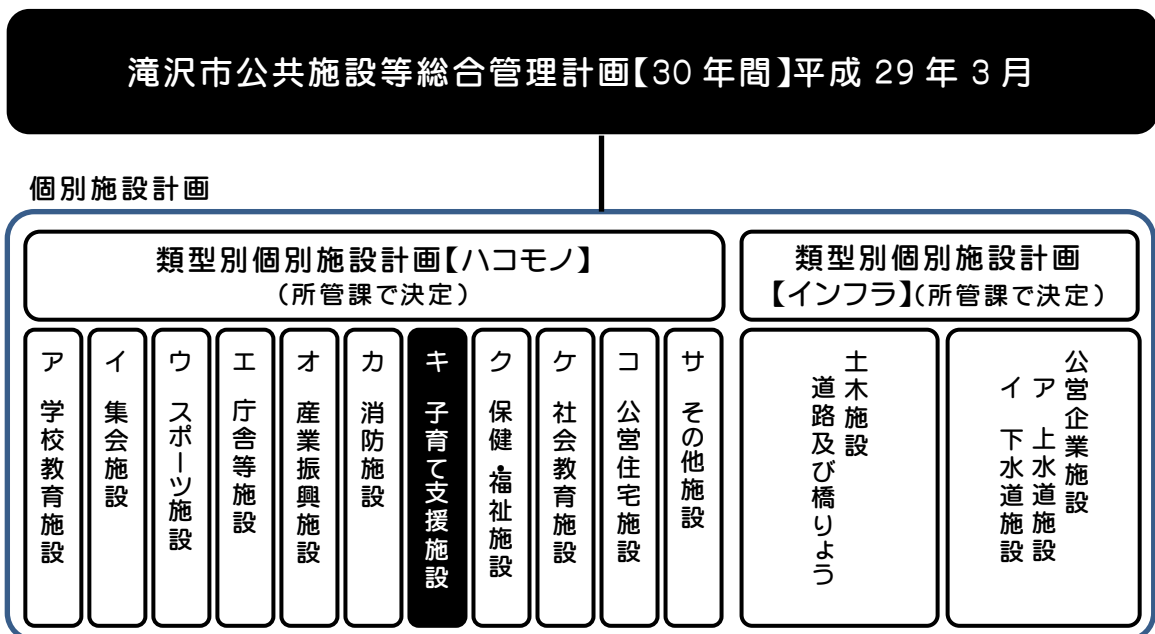 滝沢市公共施設等総合管理計画【30年間】平成 29 年 3 月
個別施設計画
類型別個別施設計画【ハコモノ】
(所管課で決定)
類型別個別施設計画
【インフラ】(所管課で決定)
ア 学校教育施設
イ 集会施設
ウ スポーツ施設
エ 庁舎等施設
オ 産業振興施設
カ 消防施設
キ 子育て支援施設
ク 保健・福祉施設
ケ 社会教育施設
コ 公営住宅施設
サ その他施設
土木施設
道路及び橋りょう
公営企業施設
ア 上水道施設
イ 下水道施設